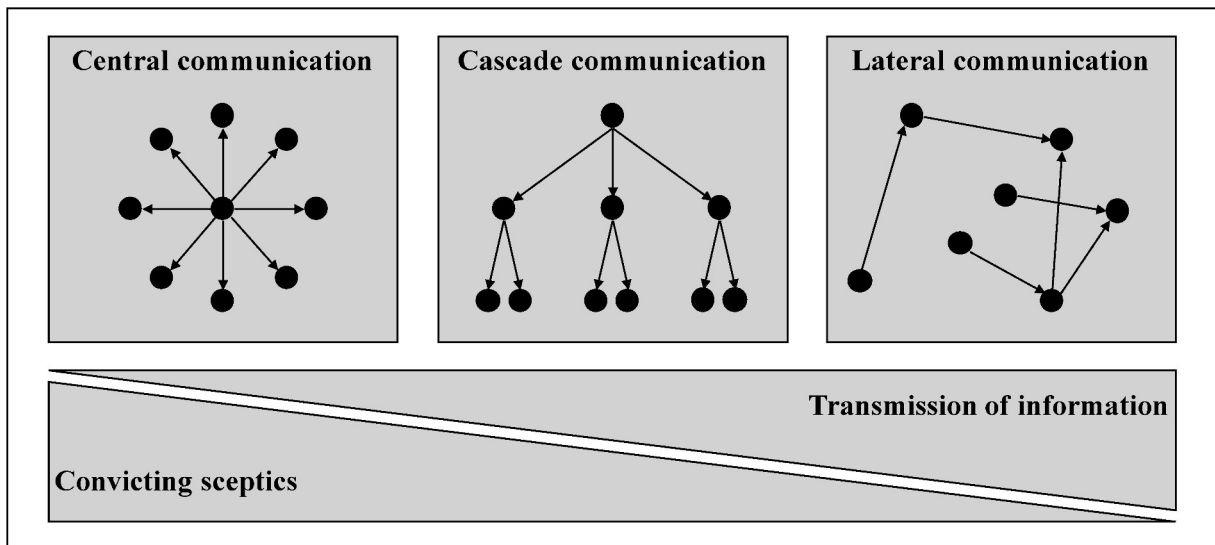 Central communication
Cascade communication
Lateral communication
Transmission of information
Convicting sceptics